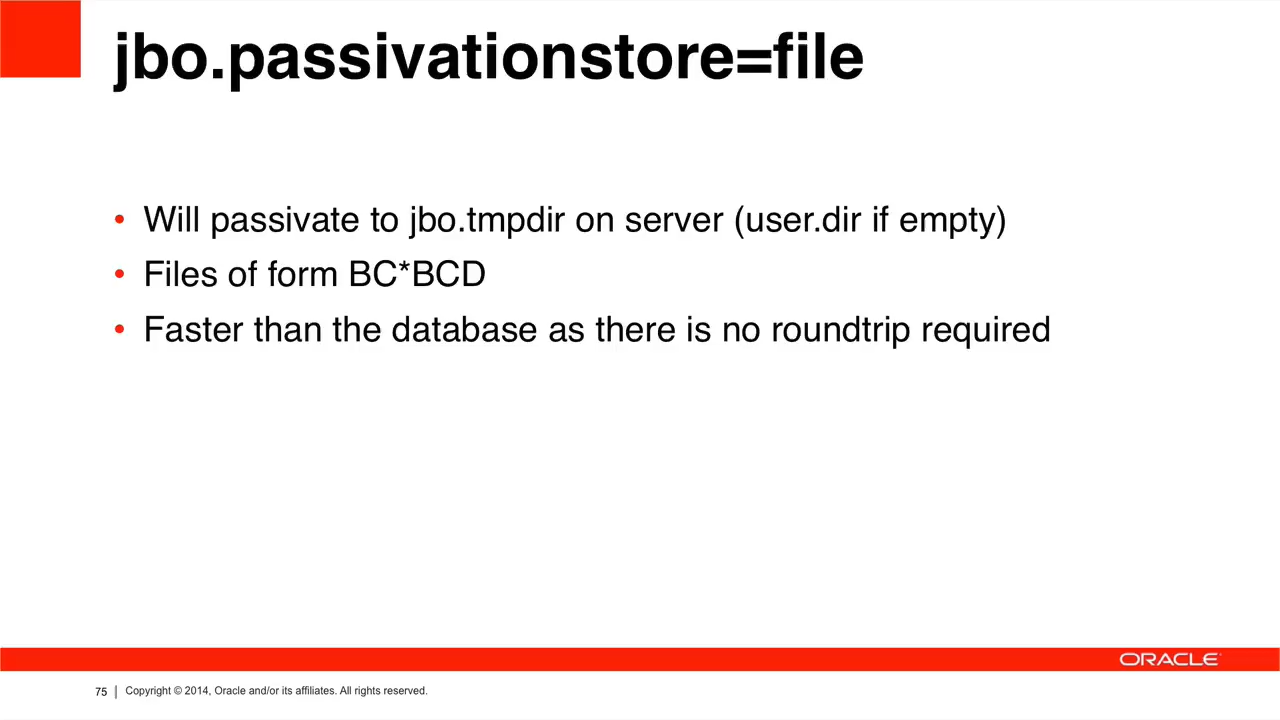 jbo.passivationstore=file
• Will passivate to jbo.tmpdir on server (user.dir if empty)
• Files of form BC*BCD
• Faster than the database as there is no roundtrip required
ORACLE
75 | Copyright © 2014, Oracle and/or its affiliates. All rights reserved.